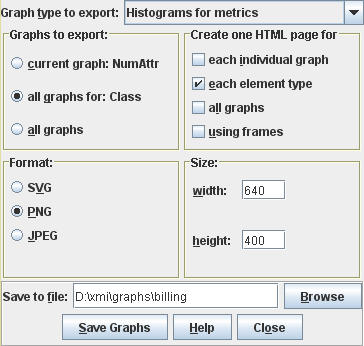 Graph type to export: Histograms for metrics
Graphs to export:
current graph: NumAttr
all graphs for: Class
all graphs
Create one HTML page for
each individual graph
each element type
all graphs
using frames
Format:
SVG
PNG
JPEG
Size:
width: 640
height: 400
Save to file: D:\xmi\graphs\billing Browse
Save Graphs Help Close